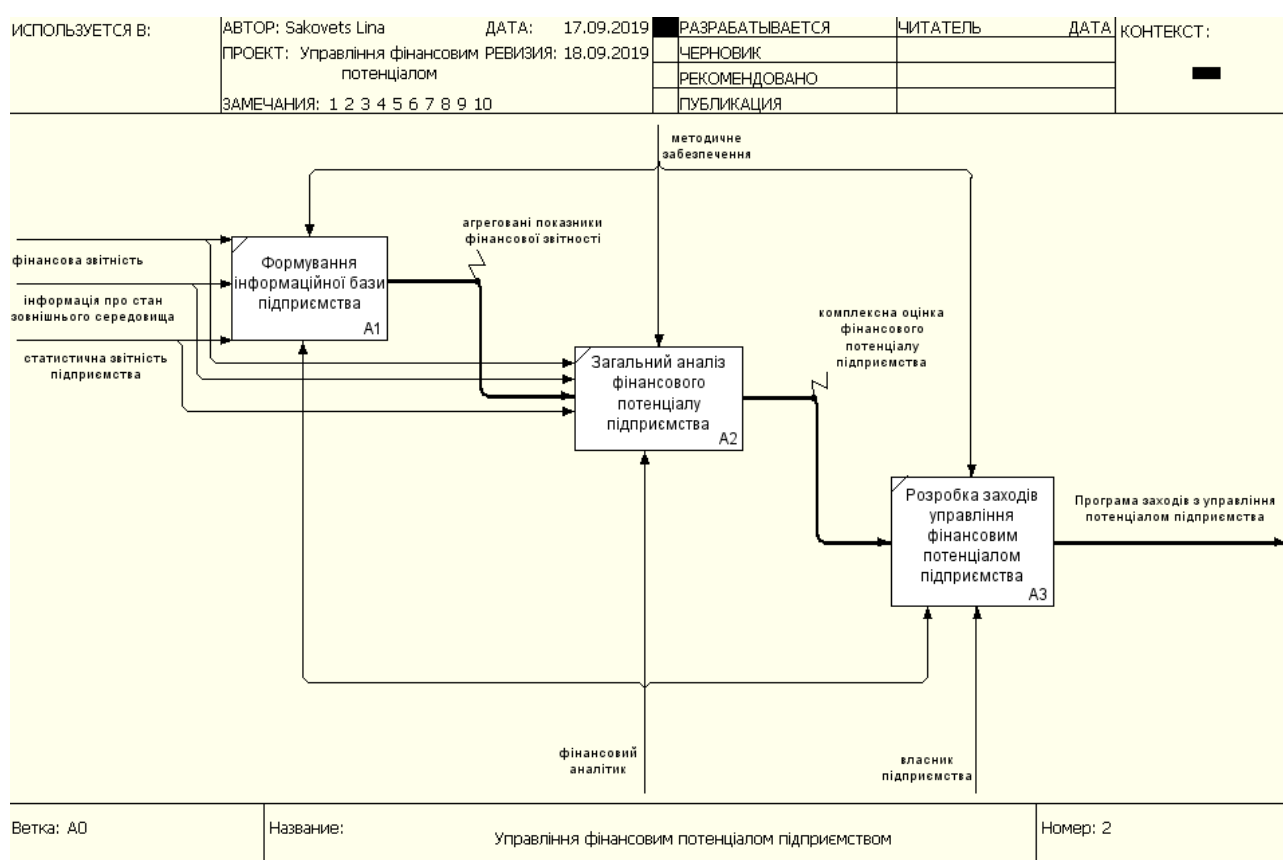 ИСПОЛЬЗУЕТСЯ В:
АВТОР: Sakovets Lina
ДАТА: 17.09.2019
ПРОЕКТ: Управління фінансовим
потенціалом
РЕВИЗИЯ: 18.09.2019
ЗАМЕЧАНИЯ: 1 2 3 4 5 6 7 8 9 10
РАЗРАБАТЫВАЕТСЯ
ЧЕРНОВИК
РЕКОМЕНДОВАНО
ПУБЛИКАЦИЯ
ЧИТАТЕЛЬ
ДАТА
КОНТЕКСТ:
методичне
забезпечення
агреговані показники
фінансової звітності
фінансова звітність
інформація про стан
зовнішнього середовища
статистична звітність
підприємства
Формування
інформаційної бази
підприємства
A1
комплексна оцінка
фінансового
потенціалу
підприємства
Загальний аналіз
фінансового
потенціалу
підприємства
A2
Розробка заходів
управління
фінансовим
потенціалом
підприємства
A3
Програма заходів з управління
потенціалом підприємства
фінансовий
аналітик
власник
підприємства
Ветка: A0
Название:
Управління фінансовим потенціалом підприємством
Номер: 2